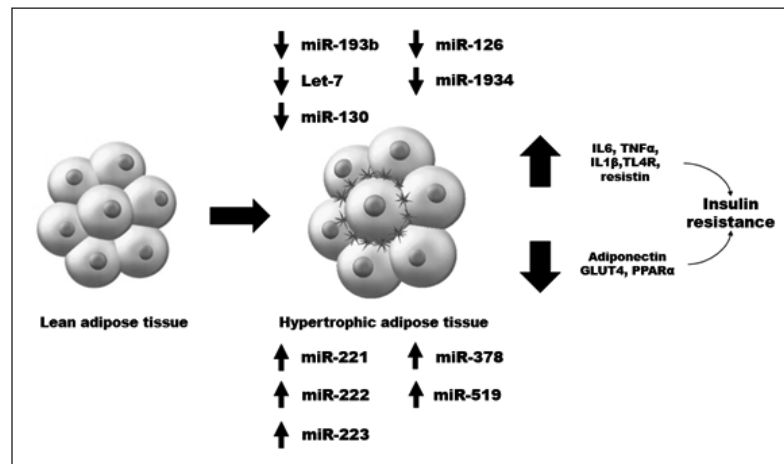 miR-193b
miR-126
Let-7
miR-1934
miR-130
IL6, TNFα,
IL1β,TL4R,
resistin
Insulin
resistance
Adiponectin
GLUT4, PPARα
Lean adipose tissue
Hypertrophic adipose tissue
miR-221
miR-378
miR-222
miR-519
miR-223